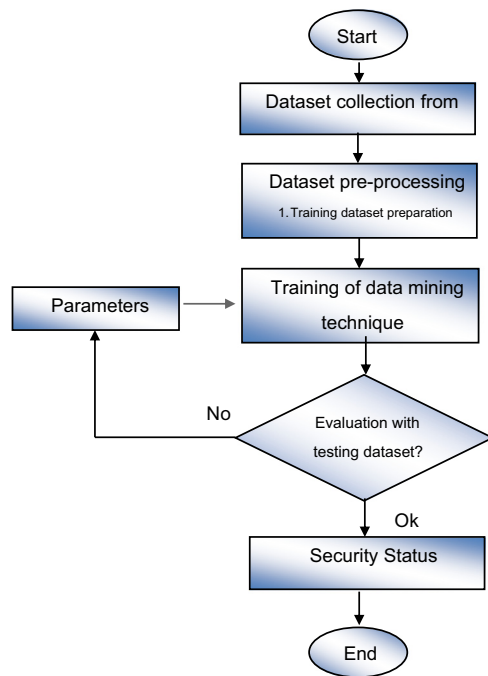 Start
Dataset collection from
Dataset pre-processing
1. Training dataset preparation
Training of data mining
technique
Parameters
No
Evaluation with
testing dataset?
Ok
Security Status
End